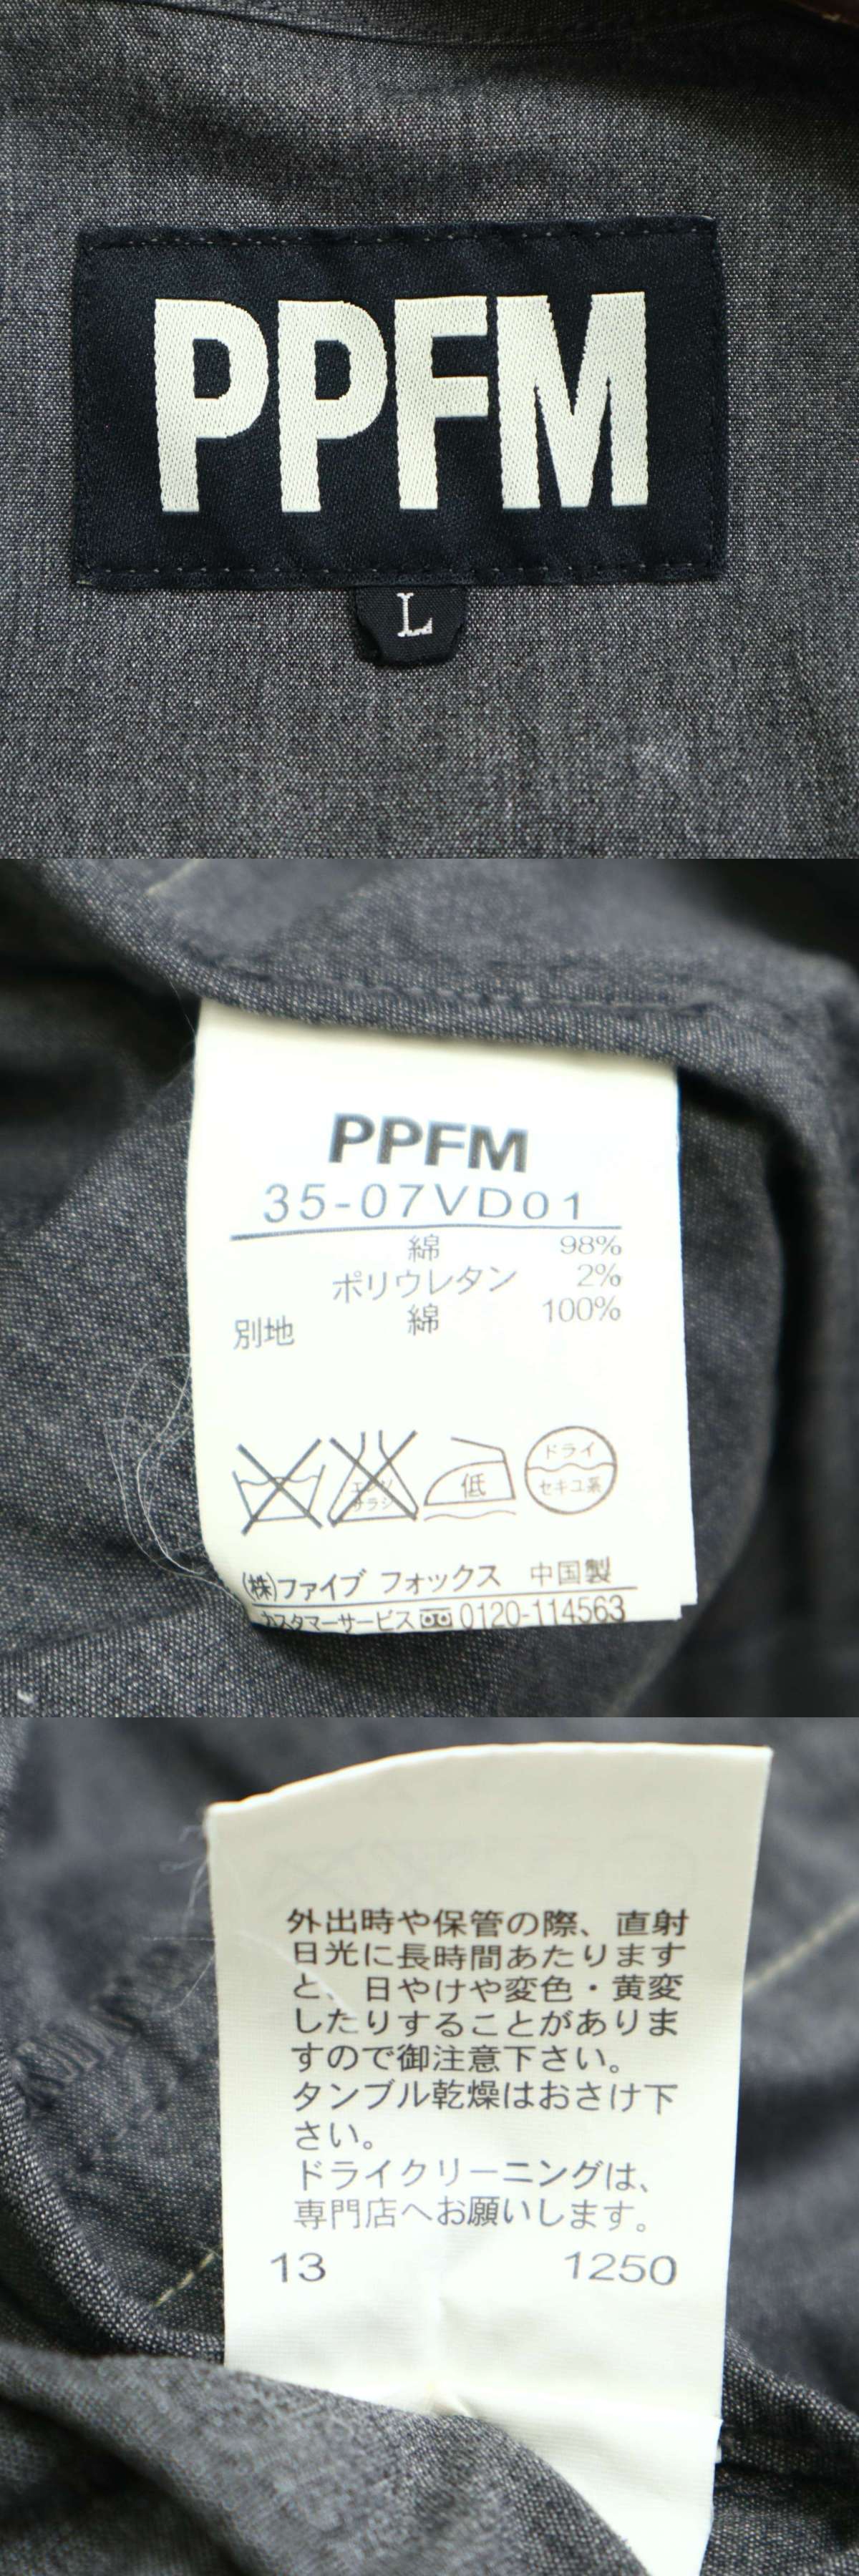 PPFM
L
PPFM
35-07VD01
綿 98%
ポリウレタン 2%
別地 綿 100%
エンソ
サラシ
低
ドライ
セキユ系
(株)ファイブ フォックス 中国製
カスタマーサービス 0120-114563
外出時や保管の際、直射
日光に長時間あたります
と、日やけや変色・黄変
したりすることがありま
すので御注意下さい。
タンブル乾燥はおさけ下
さい。
ドライクリーニングは、
専門店へお願いします。
13 1250